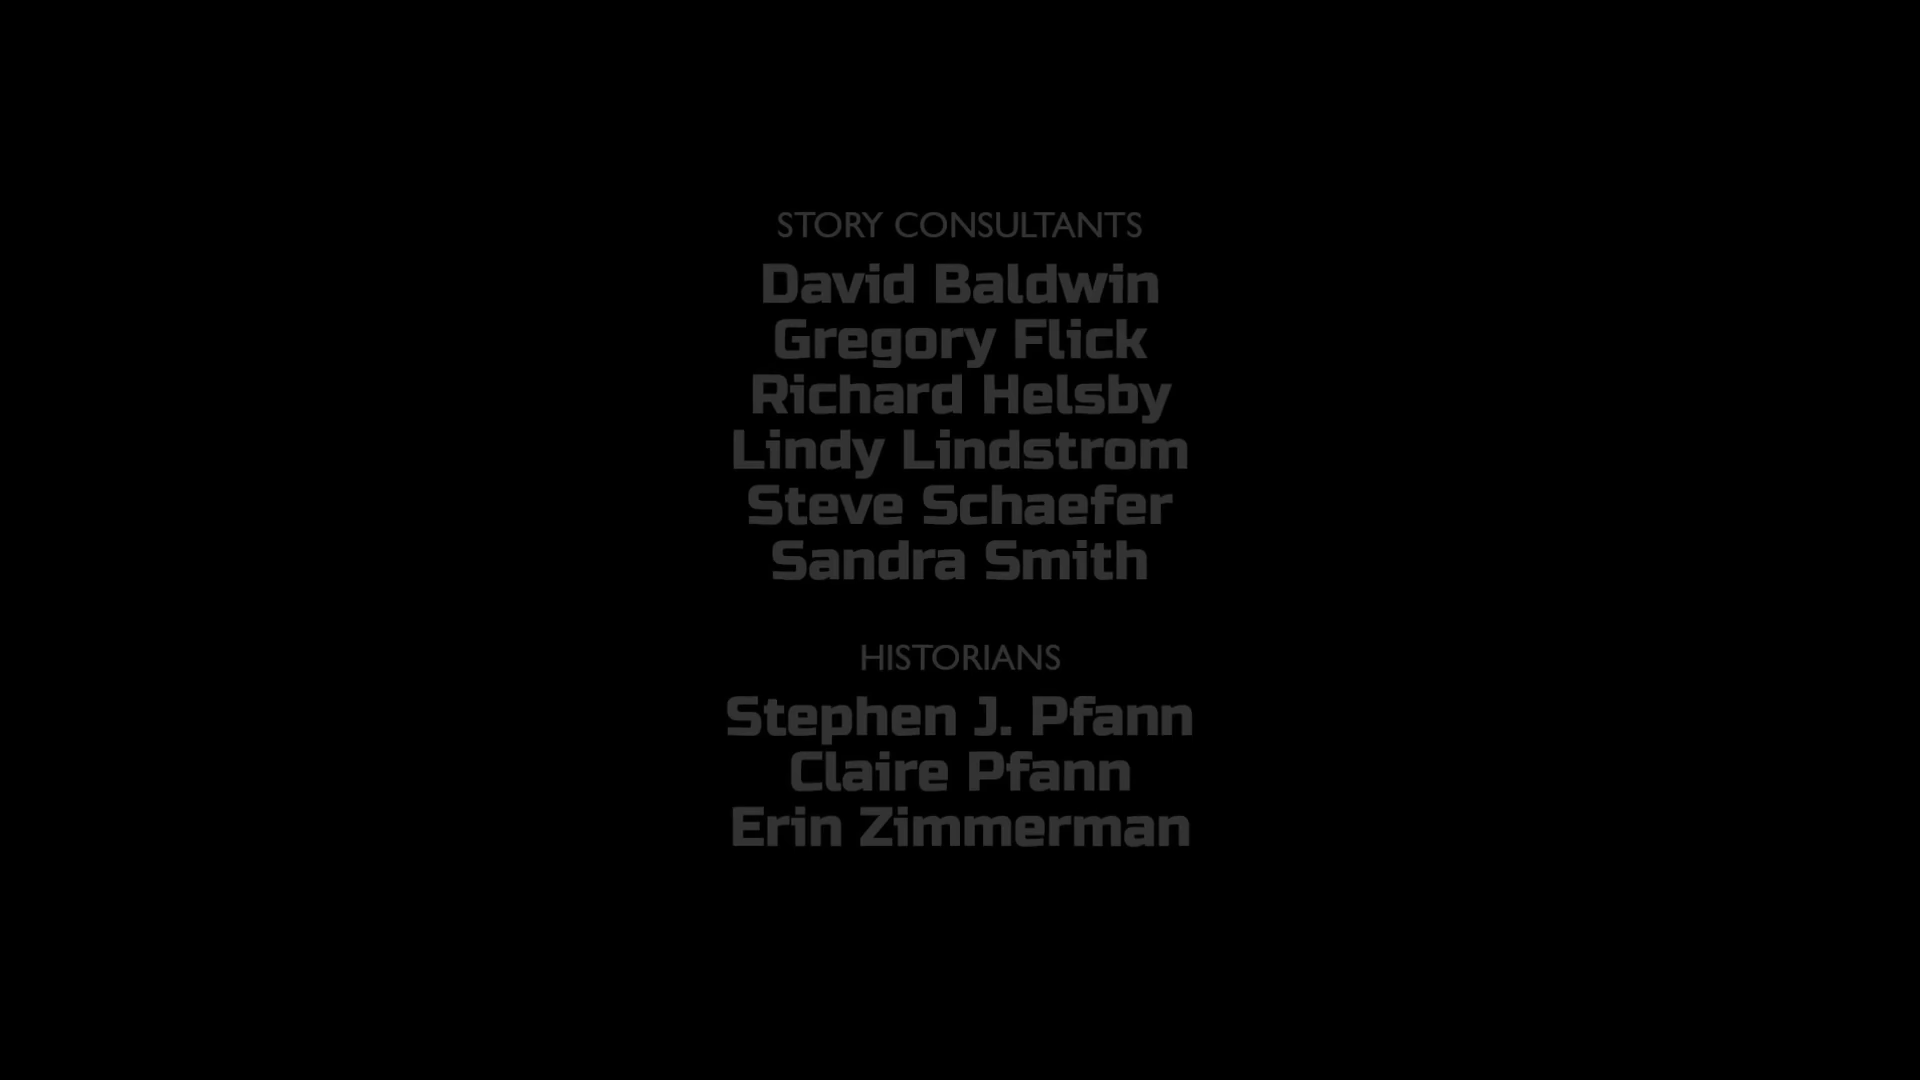 STORY CONSULTANTS
David Baldwin
Gregory Flick
Richard Helsby
Lindy Lindstrom
Steve Schaefer
Sandra Smith
HISTORIANS
Stephen J. Pfann
Claire Pfann
Erin Zimmerman